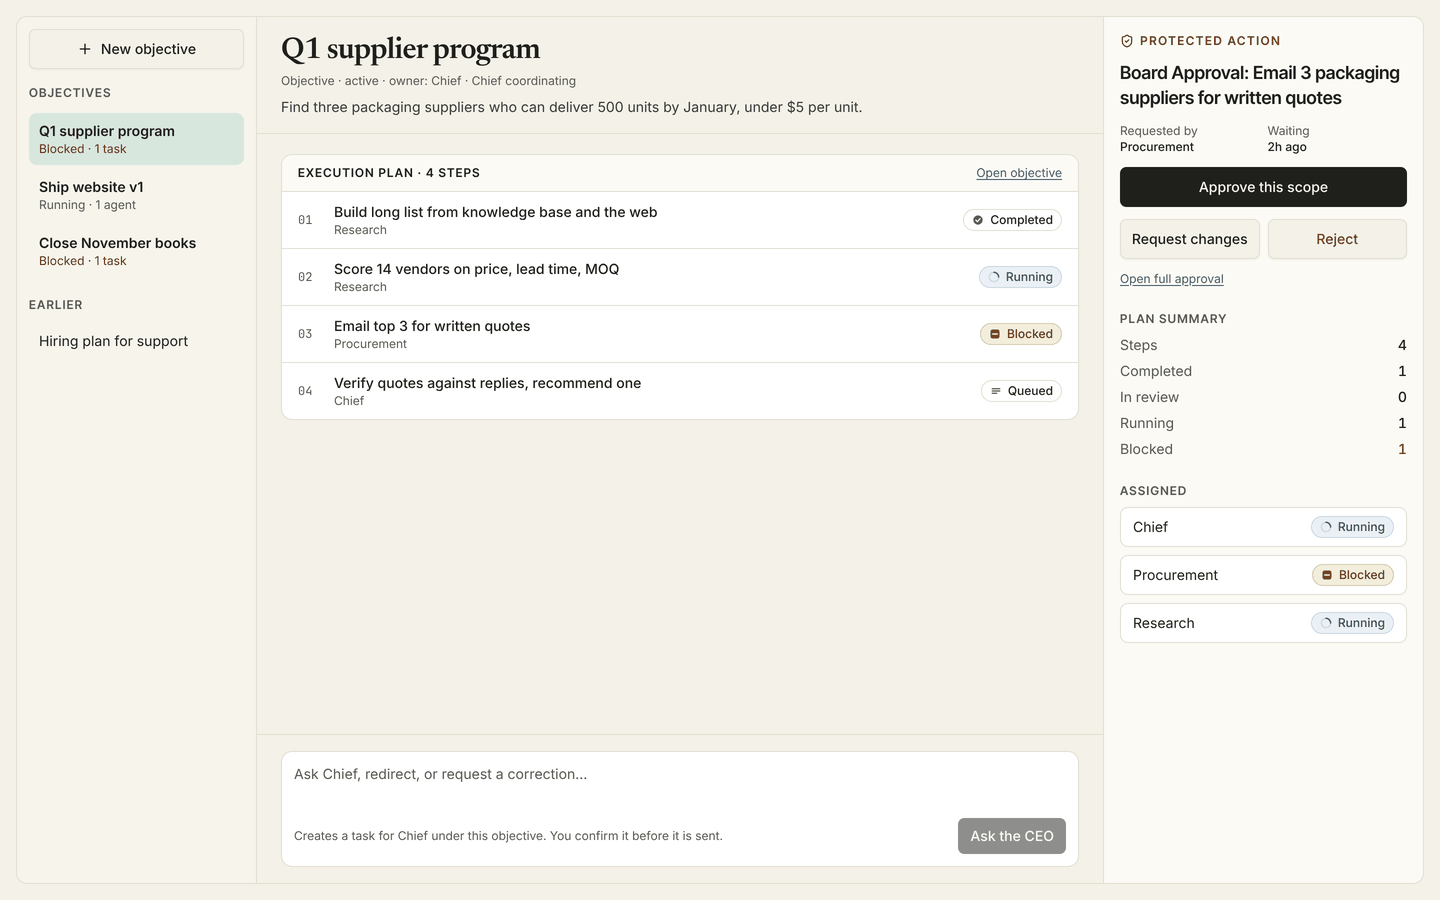 New objective
OBJECTIVES
Q1 supplier program
Blocked · 1 task
Ship website v1
Running · 1 agent
Close November books
Blocked · 1 task
EARLIER
Hiring plan for support
Q1 supplier program
Objective · active · owner: Chief · Chief coordinating
Find three packaging suppliers who can deliver 500 units by January, under $5 per unit.
EXECUTION PLAN · 4 STEPS
Open objective
01
Build long list from knowledge base and the web
Research
Completed
02
Score 14 vendors on price, lead time, MOQ
Research
Running
03
Email top 3 for written quotes
Procurement
Blocked
04
Verify quotes against replies, recommend one
Chief
Queued
Ask Chief, redirect, or request a correction...
Creates a task for Chief under this objective. You confirm it before it is sent.
Ask the CEO
PROTECTED ACTION
Board Approval: Email 3 packaging
suppliers for written quotes
Requested by
Procurement
Waiting
2h ago
Approve this scope
Request changes
Reject
Open full approval
PLAN SUMMARY
Steps 4
Completed 1
In review 0
Running 1
Blocked 1
ASSIGNED
Chief Running
Procurement Blocked
Research Running